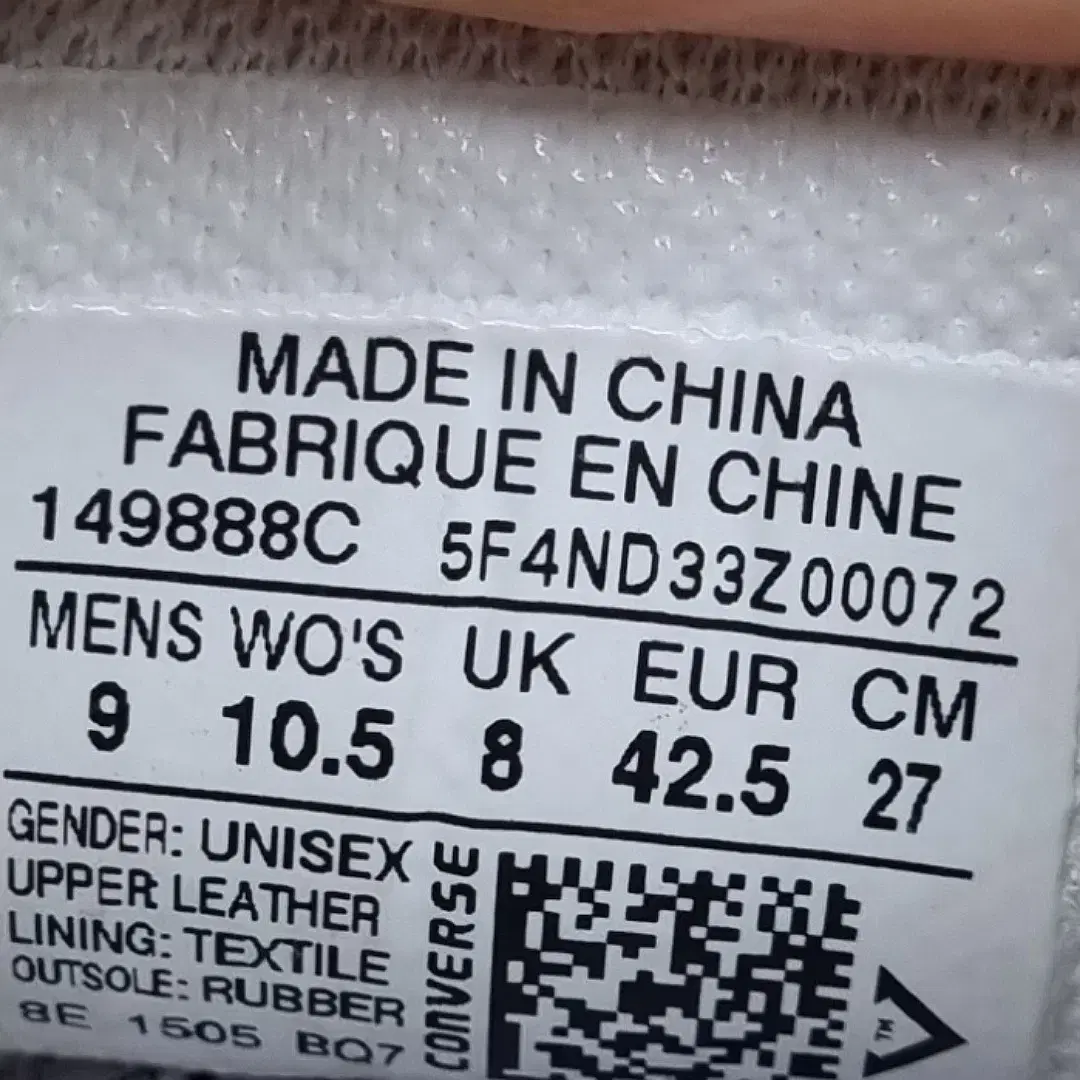 MADE IN CHINA
FABRIQUE EN CHINE
149888C 5F4ND33Z00072
MENS WO'S UK EUR CM
9 10.5 8 42.5 27
GENDER: UNISEX
UPPER LEATHER
LINING: TEXTILE
OUTSOLE: RUBBER
8E 1505 BQ7
CONVERSE
TM